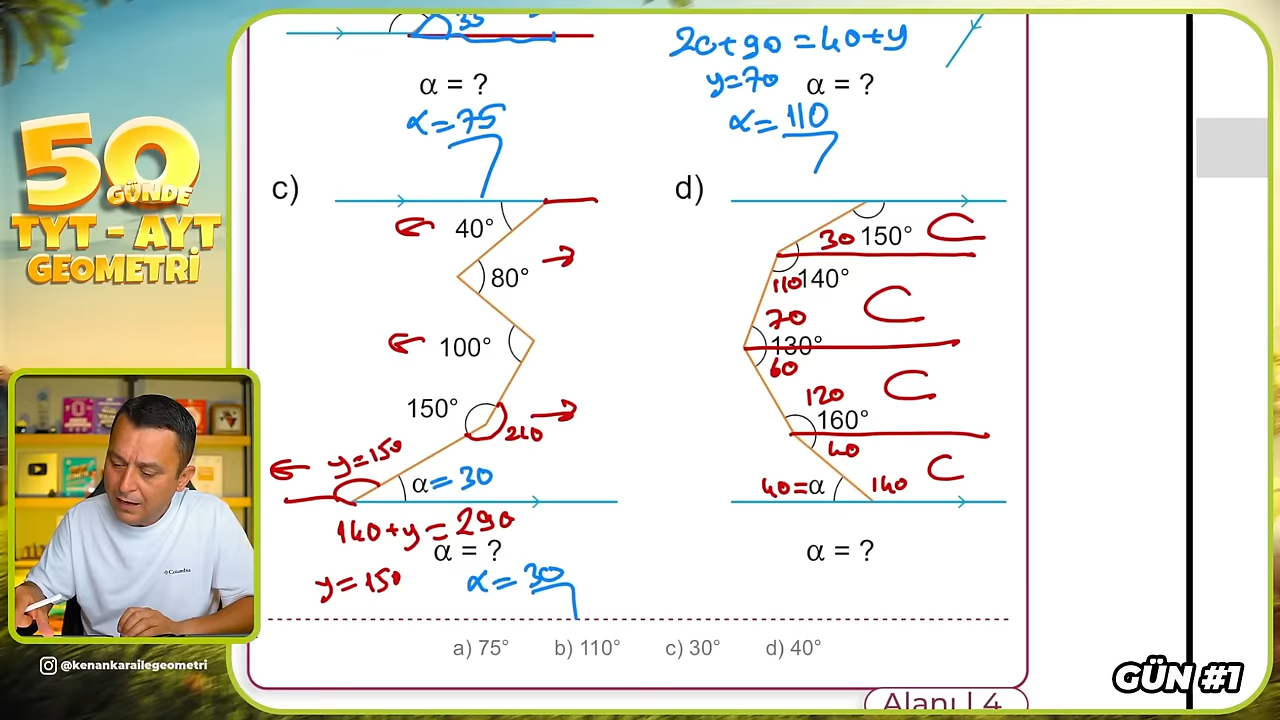 35
20+90=40+y
y=70
α = ?
α = ?
α=75
α=110
50
GÜNDE
TYT - AYT
GEOMETRİ
c)
d)
40°
150°
30
80°
140°
110
70
100°
130°
60
150°
120
160°
210
40
y=150
α=30
40=α
140
140+y=290
α = ?
α = ?
y=150
α=30
a) 75° b) 110° c) 30° d) 40°
Columbia
@kenankarailegeometri
GÜN #1